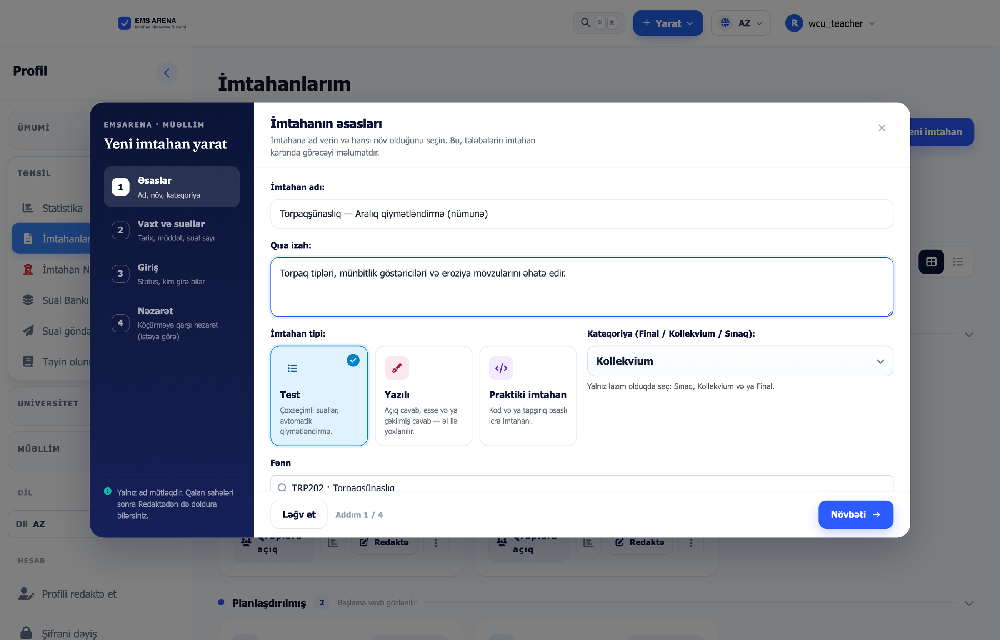 EMS ARENA
İmtahan İdarəetmə Sistemi
⌘ K
+ Yarat
AZ
R wcu_teacher
Profil
İmtahanlarım
ÜMUMİ
TƏHSİL
Statistika
İmtahanlar
İmtahan N
Sual Bankı
Sual göndə
Təyin olun
UNİVERSİTET
MÜƏLLİM
DİL
Dil AZ
HESAB
Profili redaktə et
Şifrəni dəyiş
eni imtahan
EMSARENA · MÜƏLLİM
Yeni imtahan yarat
1 Əsaslar
Ad, növ, kateqoriya
2 Vaxt və suallar
Tarix, müddət, sual sayı
3 Giriş
Status, kim girə bilər
4 Nəzarət
Köçürməyə qarşı nəzarət
(istəyə görə)
Yalnız ad mütləqdir. Qalan sahələri
sonra Redaktədən də doldura
bilərsiniz.
İmtahanın əsasları
İmtahana ad verin və hansı növ olduğunu seçin. Bu, tələbələrin imtahan
kartında görəcəyi məlumatdır.
İmtahan adı:
Torpaqşünaslıq — Aralıq qiymətləndirmə (nümunə)
Qısa izah:
Torpaq tipləri, münbitlik göstəriciləri və eroziya mövzularını əhatə edir.
İmtahan tipi:
Test
Çoxseçimli suallar,
avtomatik
qiymətləndirmə.
Yazılı
Açıq cavab, esse və ya
çəkilmiş cavab — əl ilə
yoxlanılır.
Praktiki imtahan
Kod və ya tapşırıq əsaslı
icra imtahanı.
Kateqoriya (Final / Kollekvium / Sınaq):
Kollekvium
Yalnız lazım olduqda seç: Sınaq, Kollekvium və ya Final.
Fənn
TRP202 · Torpaqşünaslıq
Ləğv et
Addım 1 / 4
Növbəti
Qruplara
açıq
Redaktə
Qruplara
açıq
Redaktə
Planlaşdırılmış 2 Başlama vaxtı gözlənilir